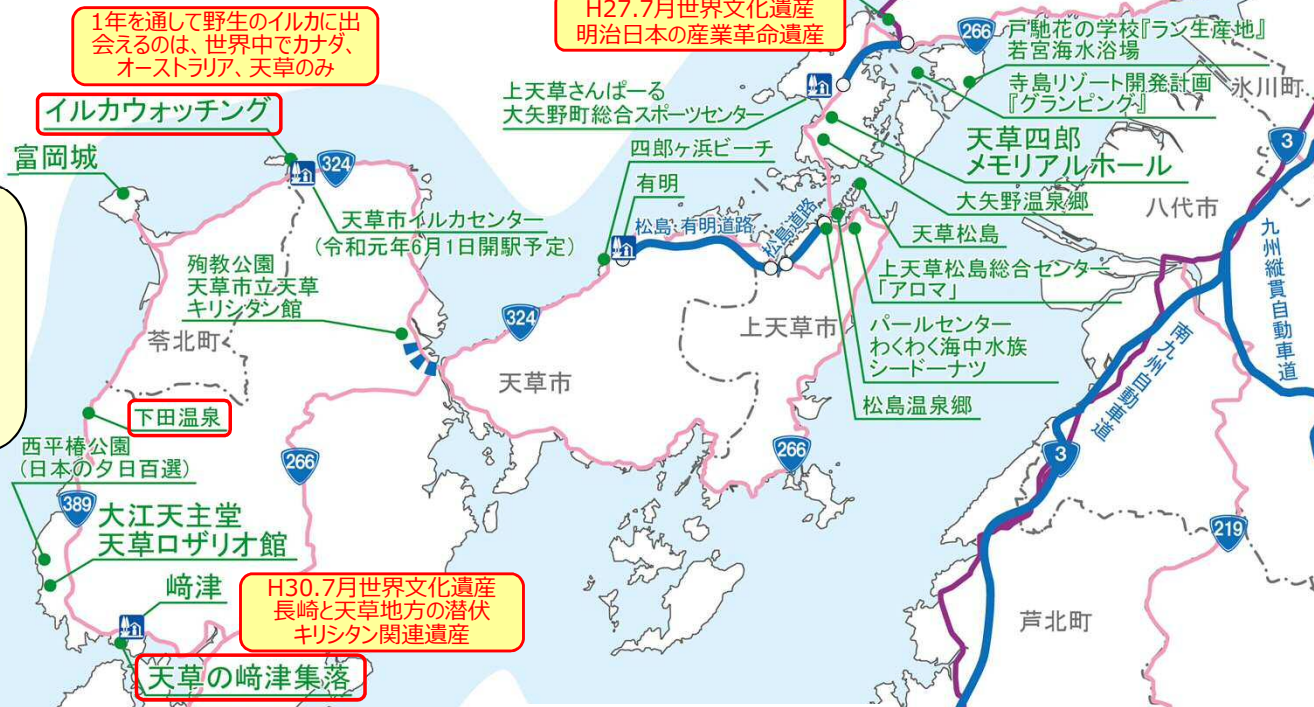 1年を通して野生のイルカに出
会えるのは、世界中でカナダ、
オーストラリア、天草のみ
イルカウォッチング
富岡城
324
天草市イルカセンター
(令和元年6月1日開駅予定)
殉教公園
天草市立天草
キリシタン館
苓北町
下田温泉
西平椿公園
(日本の夕日百選)
389
266
大江天主堂
天草ロザリオ館
﨑津
H30.7月世界文化遺産
長崎と天草地方の潜伏
キリシタン関連遺産
天草の﨑津集落
H27.7月世界文化遺産
明治日本の産業革命遺産
上天草さんぱーる
大矢野町総合スポーツセンター
四郎ヶ浜ビーチ
有明
松島・有明道路
松島道路
324
天草市
上天草市
266
266
戸馳花の学校『ラン生産地』
若宮海水浴場
寺島リゾート開発計画
『グランピング』
天草四郎
メモリアルホール
大矢野温泉郷
天草松島
上天草松島総合センター
「アロマ」
パールセンター
わくわく海中水族
シードーナツ
松島温泉郷
氷川町
3
八代市
九州縦貫自動車道
南九州自動車道
3
219
芦北町